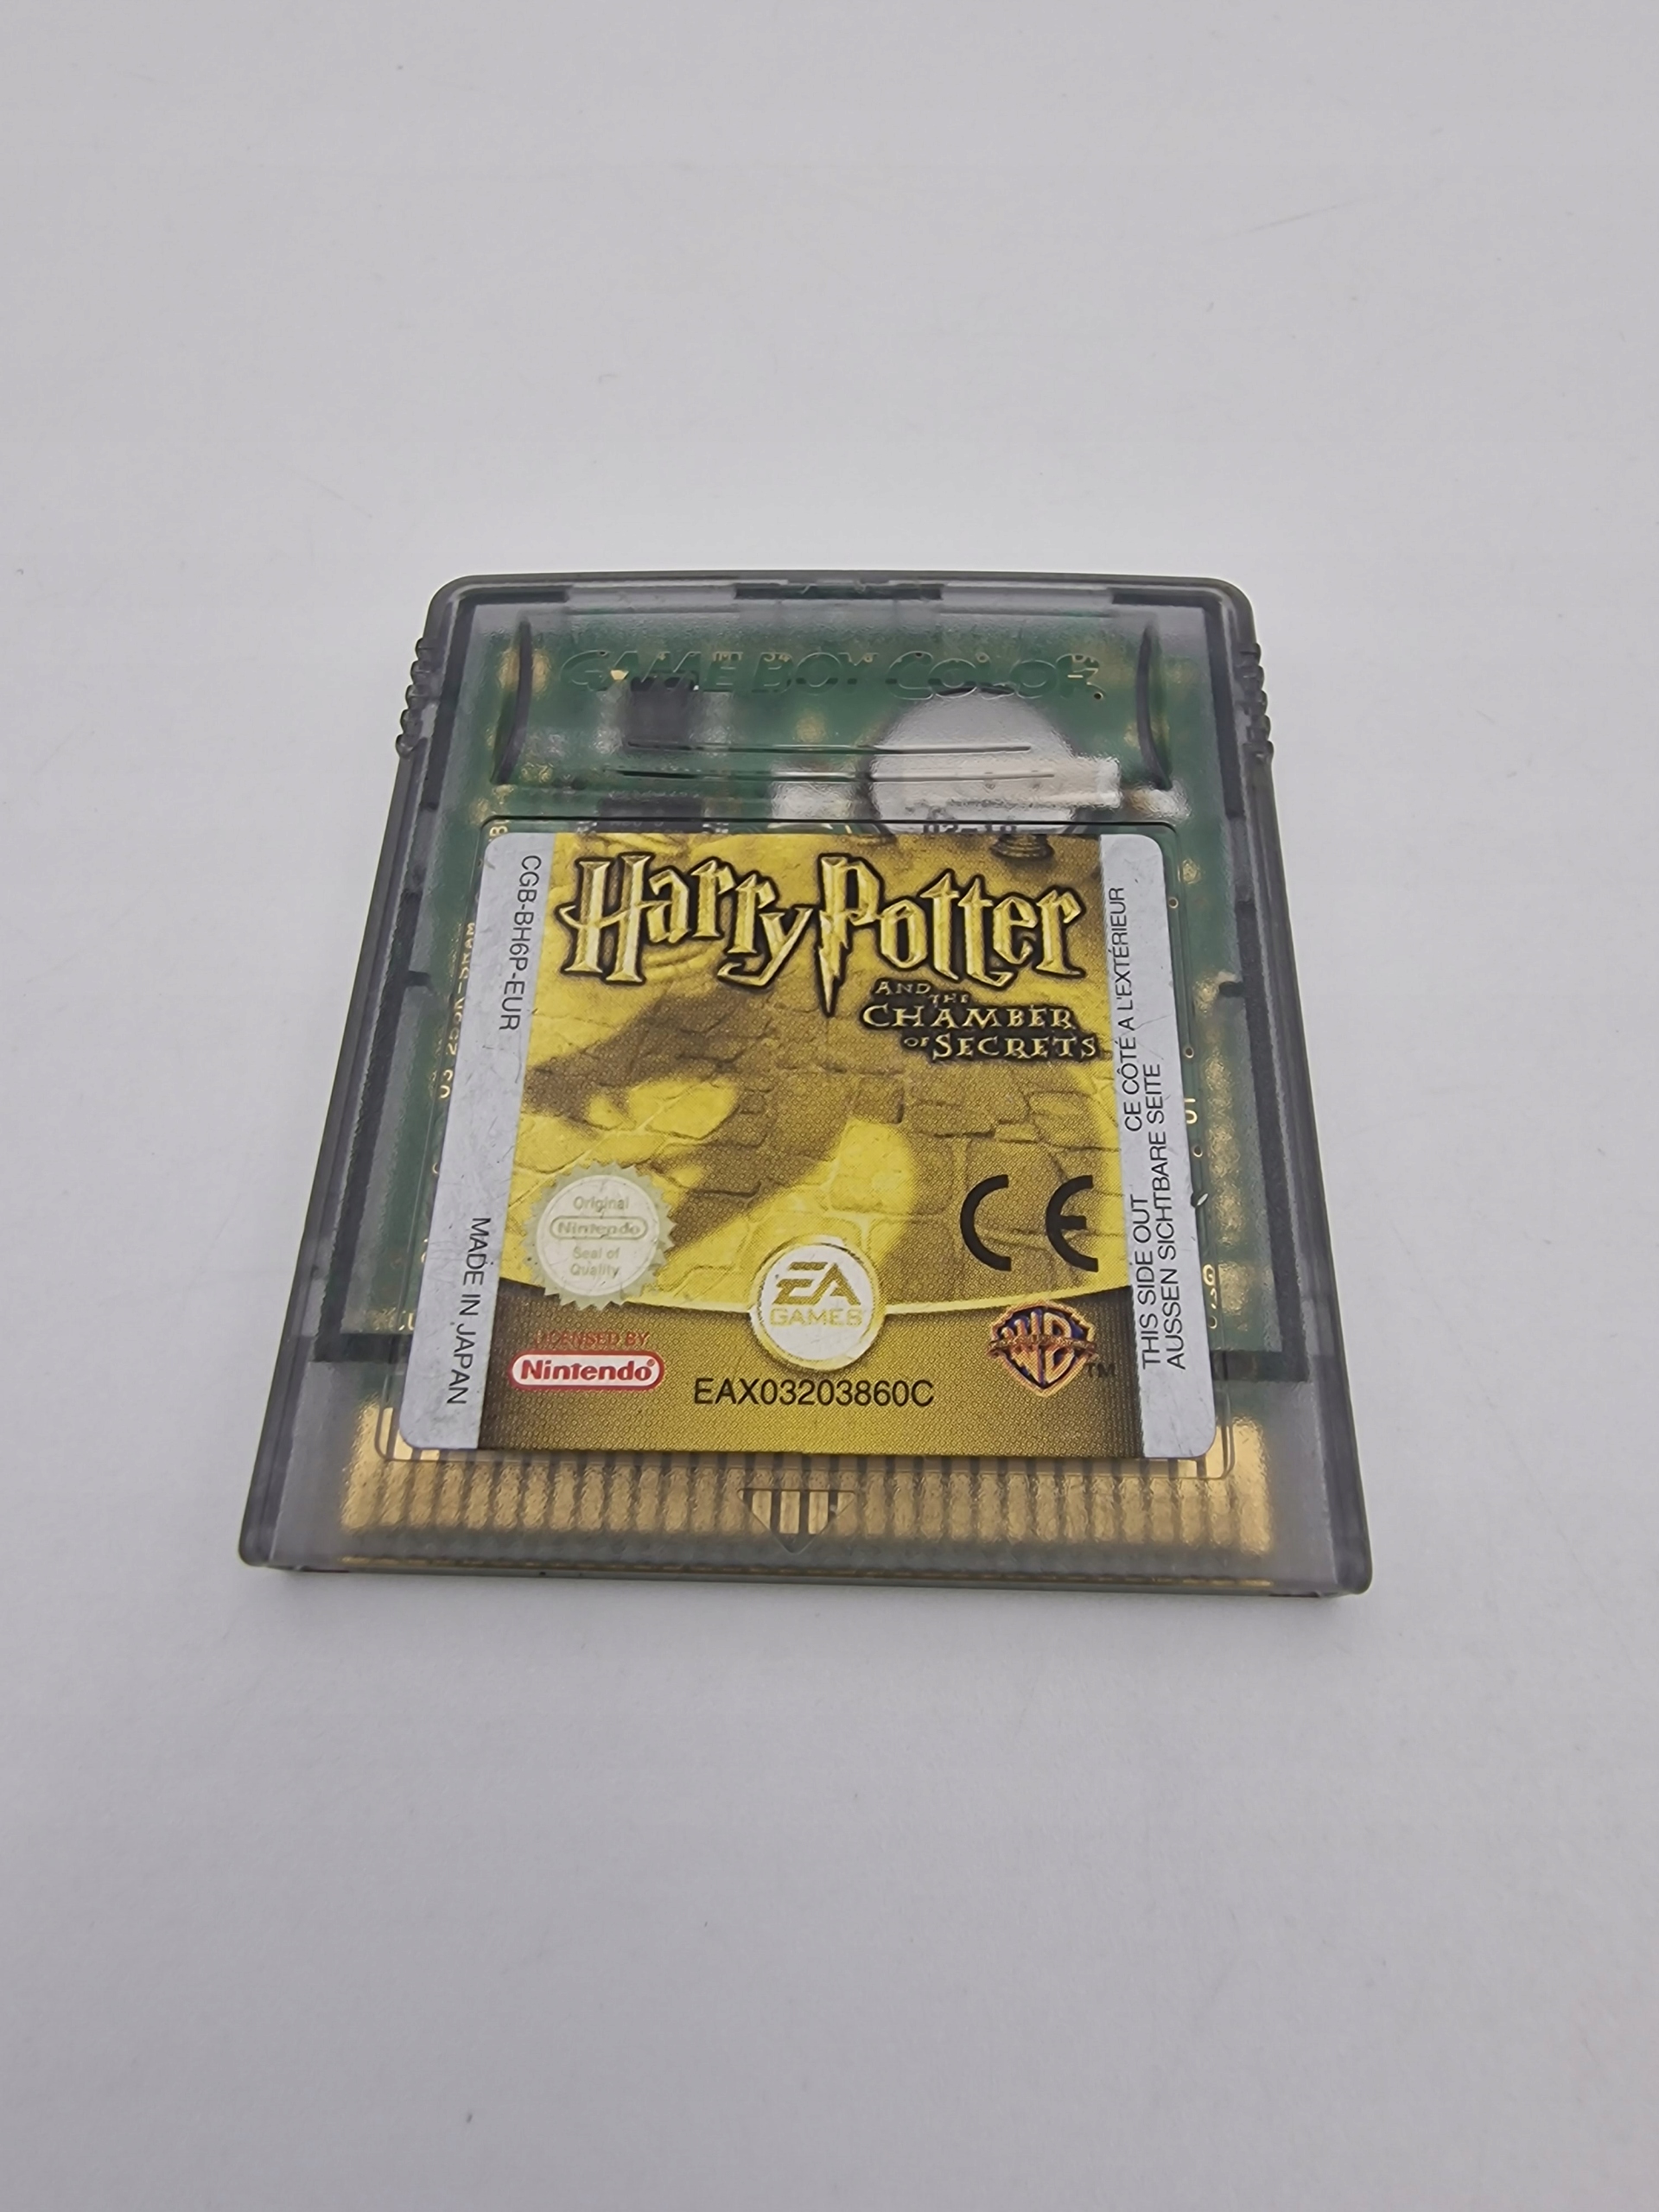 GAME BOY COLOR
CGB-BH6P-EUR
MADE IN JAPAN
Harry Potter
AND THE
CHAMBER
OF SECRETS
CE CÔTÉ A L'EXTÉRIEUR
THIS SIDE OUT
AUSSEN SICHTBARE SEITE
Original
Nintendo
Seal of
Quality
CE
EA
GAMES
LICENSED BY
Nintendo®
EAX03203860C
WB
TM